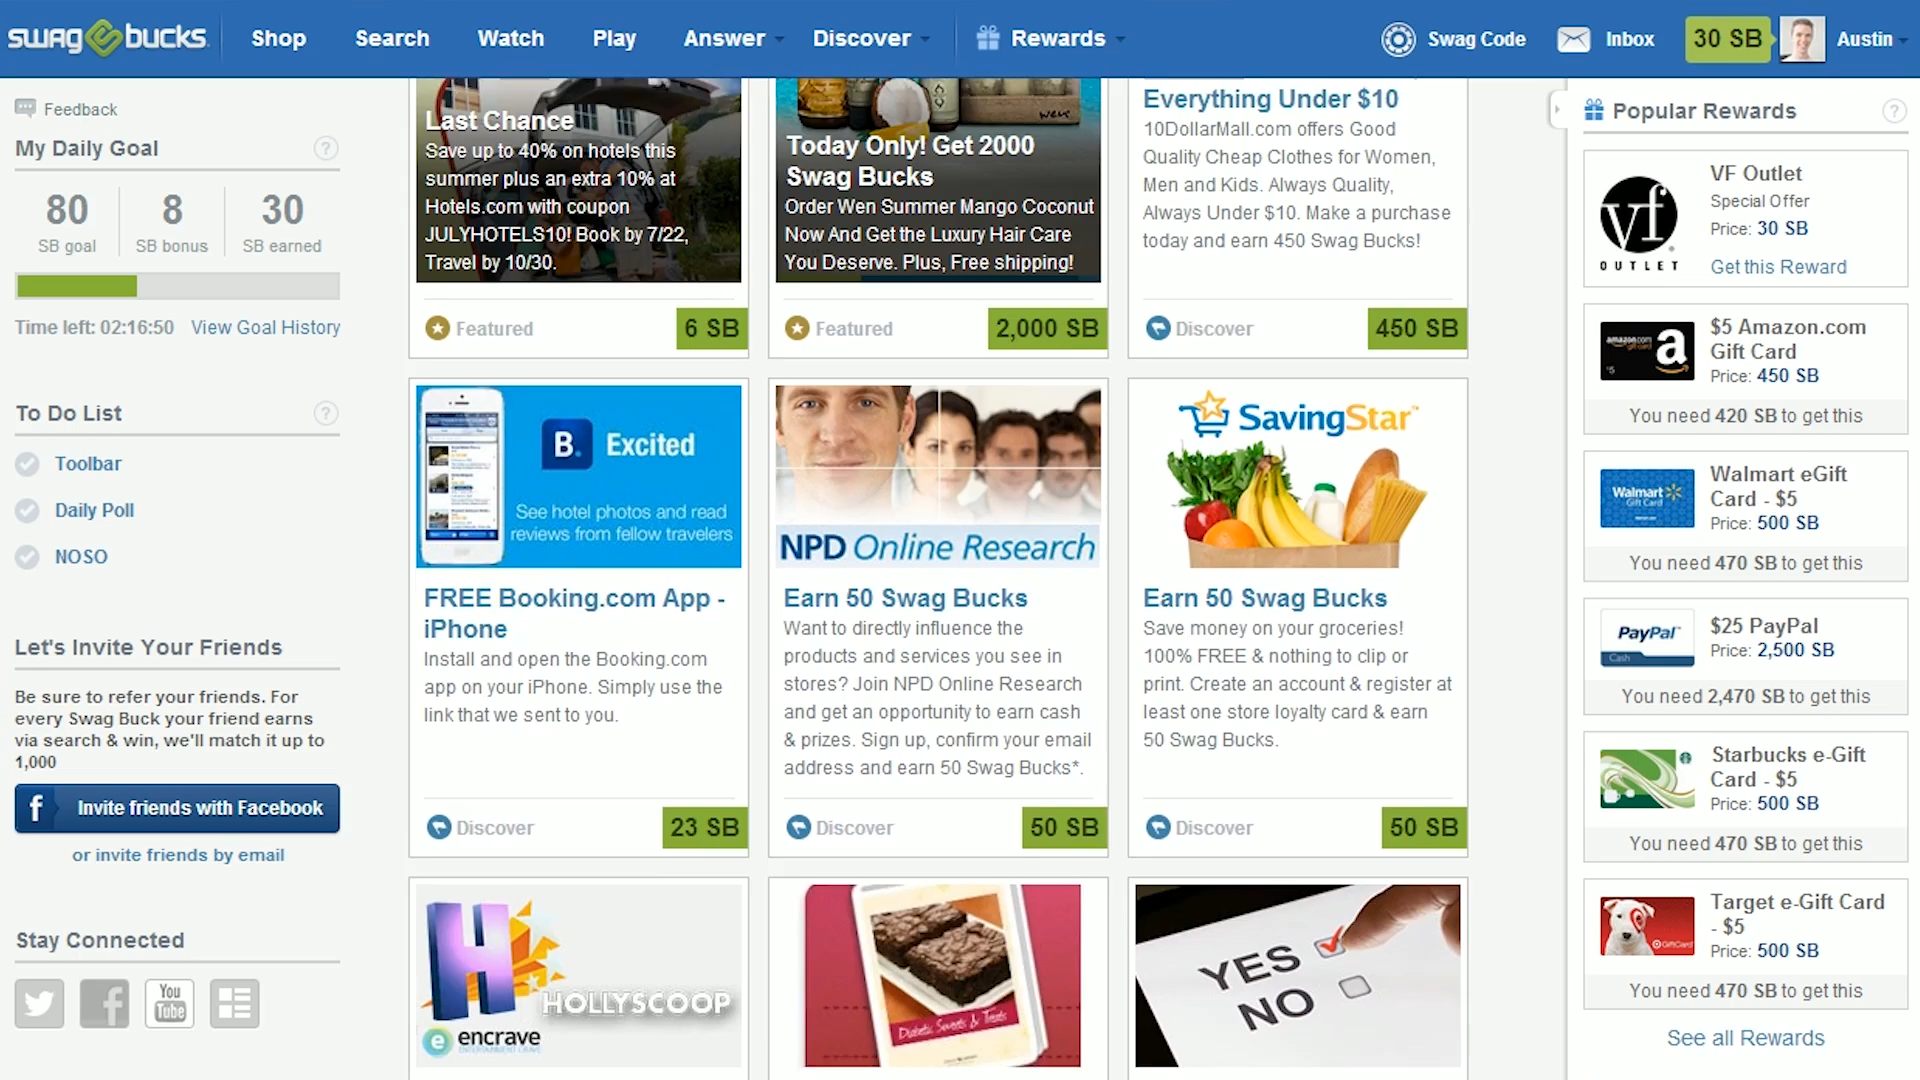 swagbucks
Shop
Search
Watch
Play
Answer
Discover
Rewards
Swag Code
Inbox
30 SB
Austin
Feedback
My Daily Goal
?
80
8
30
SB goal
SB bonus
SB earned
Time left: 02:16:50
View Goal History
To Do List
?
Toolbar
Daily Poll
NOSO
Let's Invite Your Friends
Be sure to refer your friends. For
every Swag Buck your friend earns
via search & win, we'll match it up to
1,000
f
Invite friends with Facebook
or invite friends by email
Stay Connected
You
Tube
Last Chance
Save up to 40% on hotels this
summer plus an extra 10% at
Hotels.com with coupon
JULYHOTELS10! Book by 7/22,
Travel by 10/30.
Featured
6 SB
wen
Today Only! Get 2000
Swag Bucks
Order Wen Summer Mango Coconut
Now And Get the Luxury Hair Care
You Deserve. Plus, Free shipping!
Featured
2,000 SB
Everything Under $10
10DollarMall.com offers Good
Quality Cheap Clothes for Women,
Men and Kids. Always Quality,
Always Under $10. Make a purchase
today and earn 450 Swag Bucks!
Discover
450 SB
B.
Excited
See hotel photos and read
reviews from fellow travelers
FREE Booking.com App -
iPhone
Install and open the Booking.com
app on your iPhone. Simply use the
link that we sent to you.
Discover
23 SB
NPD Online Research
Earn 50 Swag Bucks
Want to directly influence the
products and services you see in
stores? Join NPD Online Research
and get an opportunity to earn cash
& prizes. Sign up, confirm your email
address and earn 50 Swag Bucks*.
Discover
50 SB
SavingStar™
Earn 50 Swag Bucks
Save money on your groceries!
100% FREE & nothing to clip or
print. Create an account & register at
least one store loyalty card & earn
50 Swag Bucks.
Discover
50 SB
H
HOLLYSCOOP
e encrave
Diabetic Sweets & Treats
YES
NO
Popular Rewards
?
vf
OUTLET
VF Outlet
Special Offer
Price: 30 SB
Get this Reward
amazon.com
a
$5 Amazon.com
Gift Card
Price: 450 SB
You need 420 SB to get this
Walmart
Gift Card
Walmart eGift
Card - $5
Price: 500 SB
You need 470 SB to get this
PayPal™
Cash
$25 PayPal
Price: 2,500 SB
You need 2,470 SB to get this
Starbucks e-Gift
Card - $5
Price: 500 SB
You need 470 SB to get this
GiftCard
Target e-Gift Card
- $5
Price: 500 SB
You need 470 SB to get this
See all Rewards